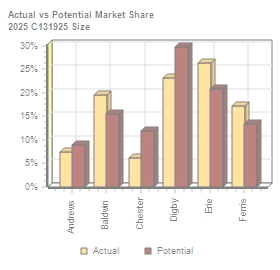 Actual vs Potential Market Share
2025 C131925 Size
30%
25%
20%
15%
10%
5%
0%
Andrews
Baldwin
Chester
Digby
Erie
Ferris
Actual
Potential